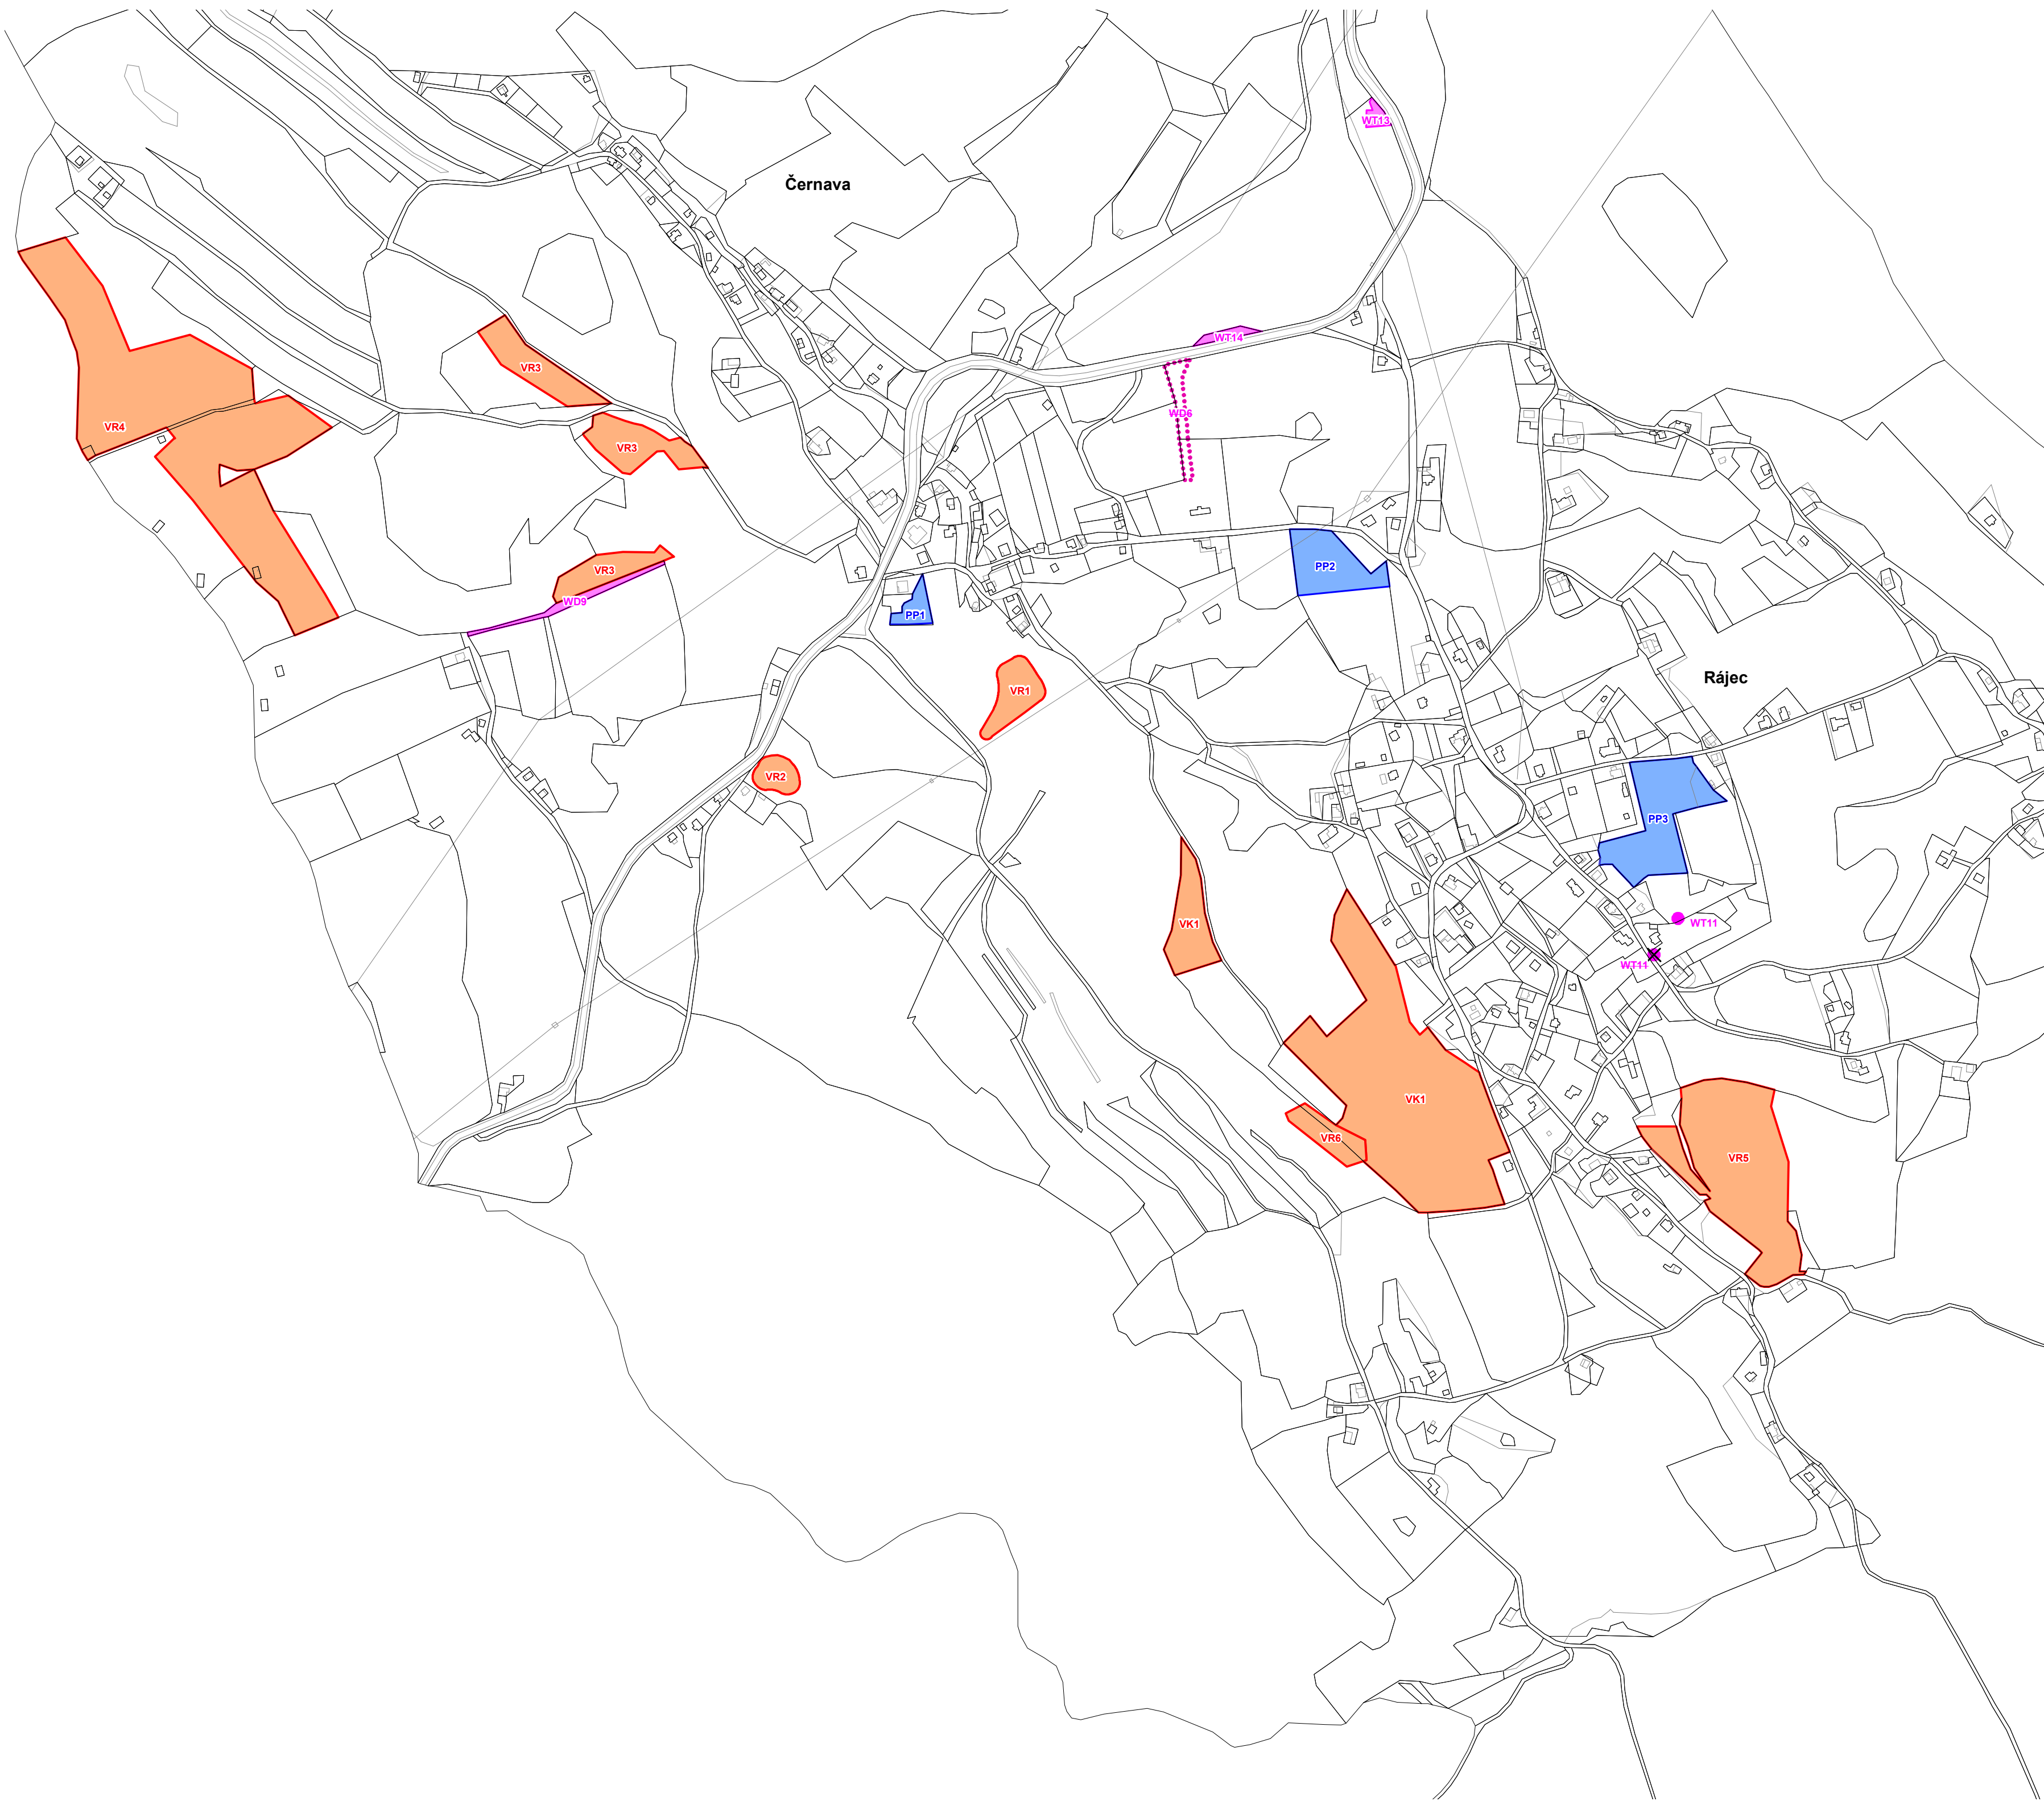 WT13
Černava
WT14
VR3
WD6
VR4
VR3
PP2
VR3
WD9
PP1
Rájec
VR1
VR2
PP3
WT11
VK1
WT11
VK1
VR6
VR5